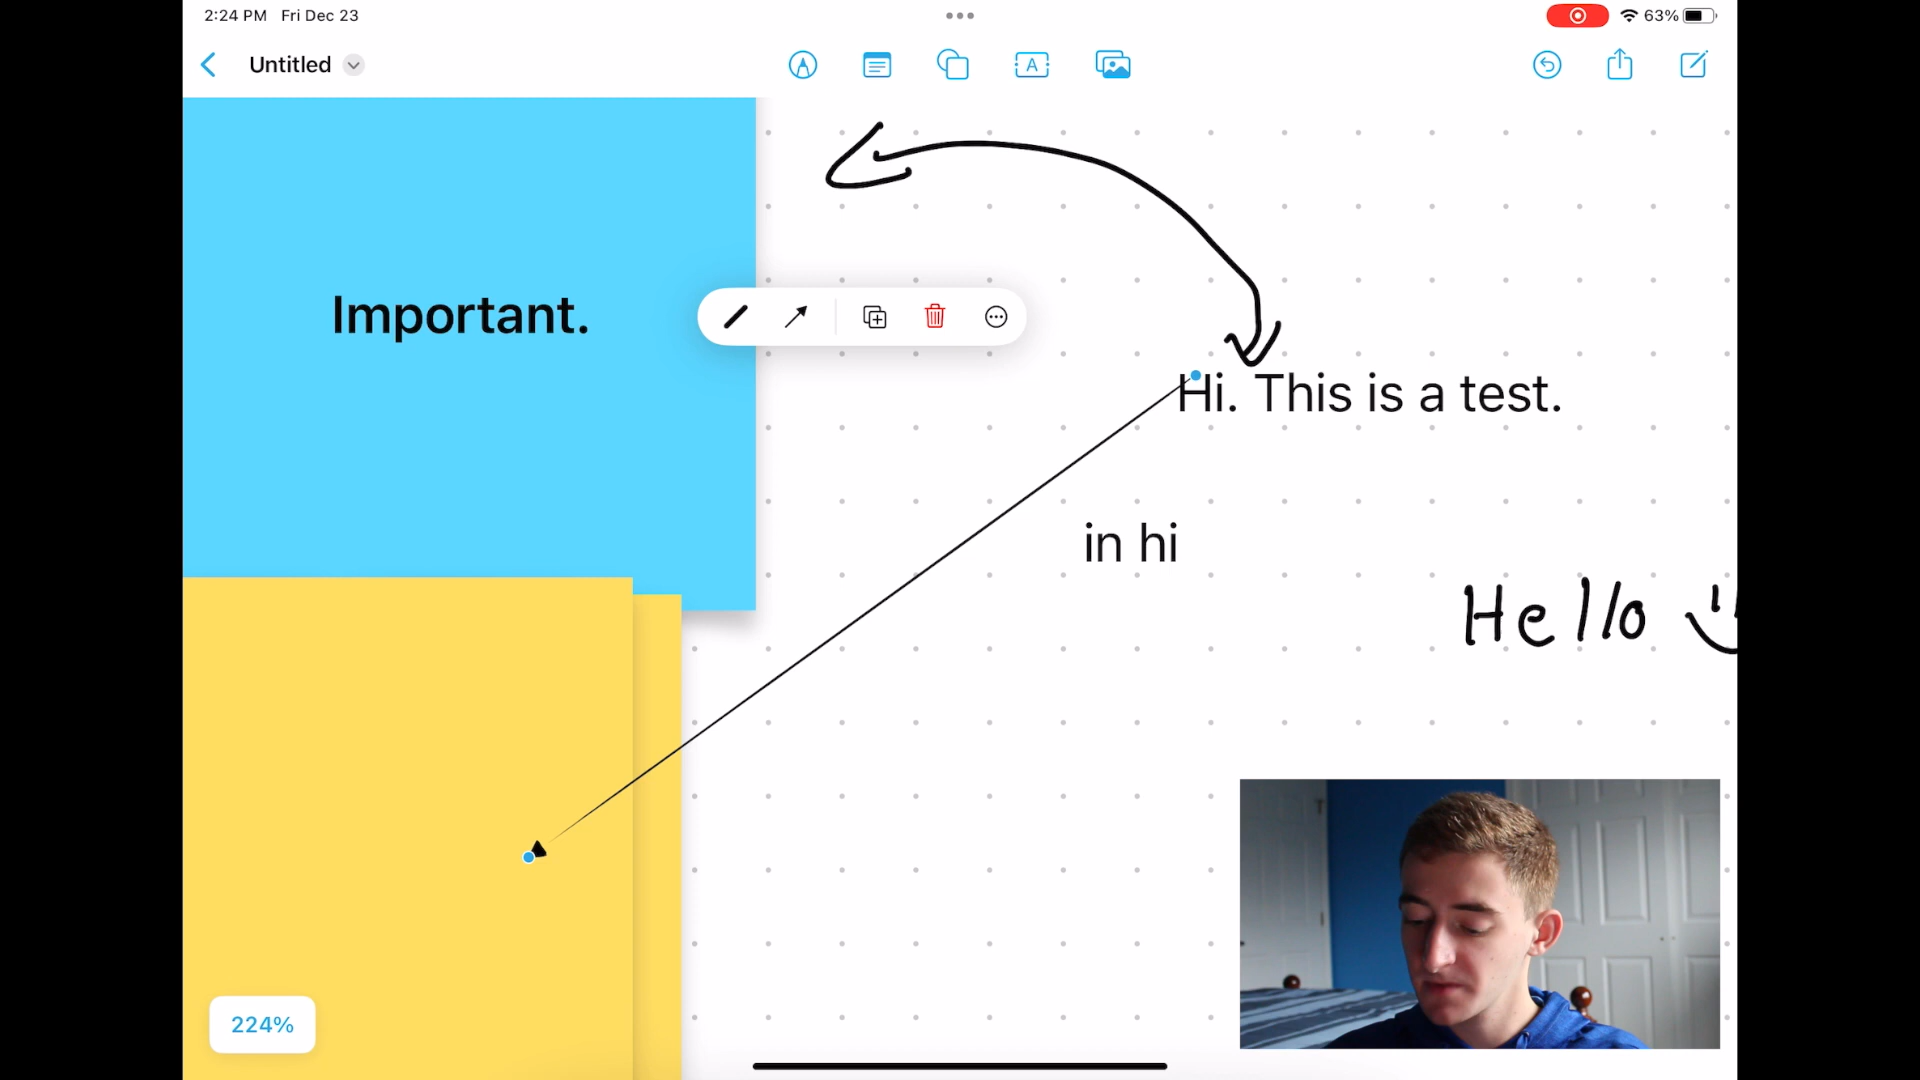 2:24 PM Fri Dec 23
63%
Untitled
A
Important.
Hi. This is a test.
in hi
Hello
224%